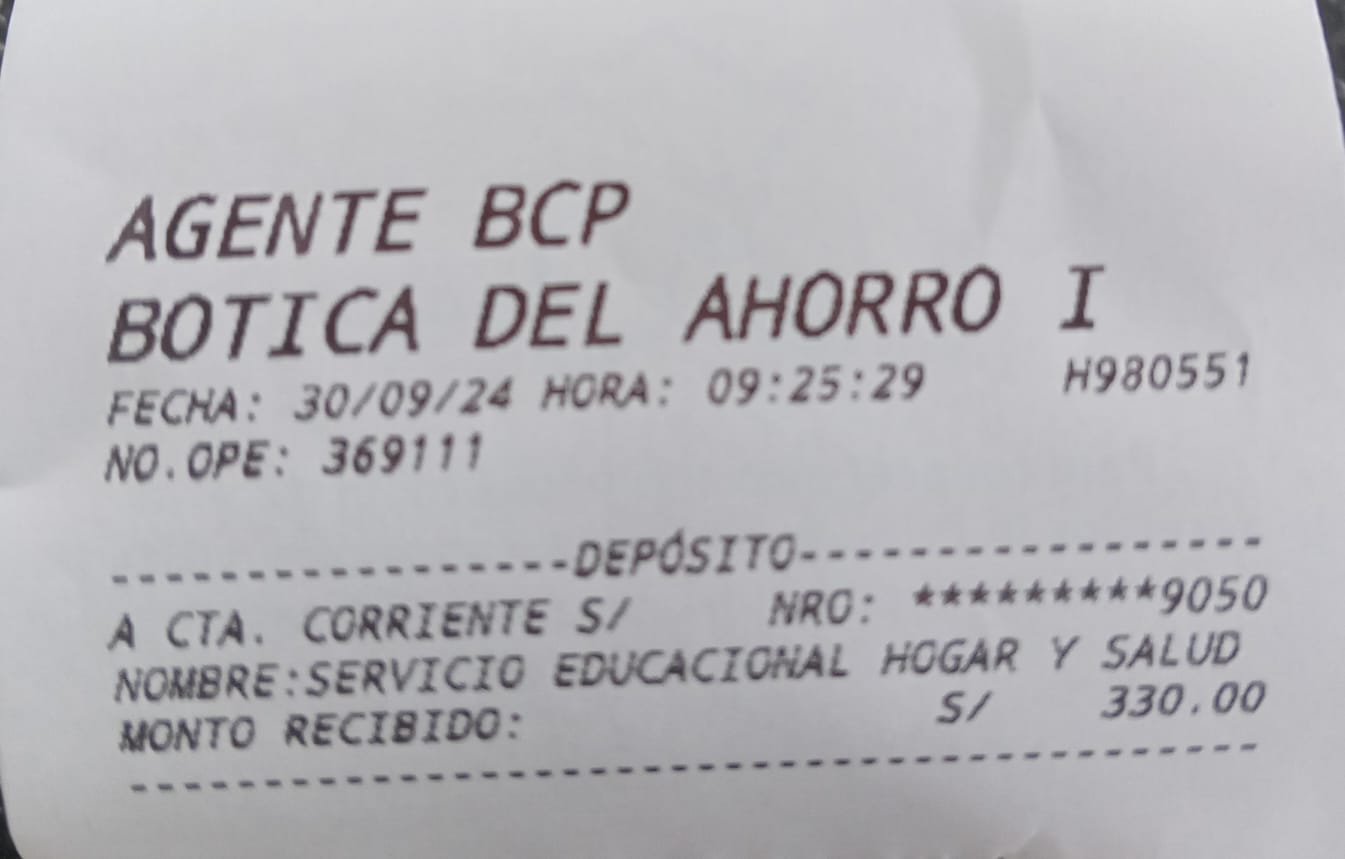 AGENTE BCP
BOTICA DEL AHORRO I
FECHA: 30/09/24 HORA: 09:25:29 H980551
NO.OPE: 369111
-----------------DEPÓSITO-----------------
A CTA. CORRIENTE S/ NRO: *********9050
NOMBRE:SERVICIO EDUCACIONAL HOGAR Y SALUD
MONTO RECIBIDO: S/ 330.00
------------------------------------------